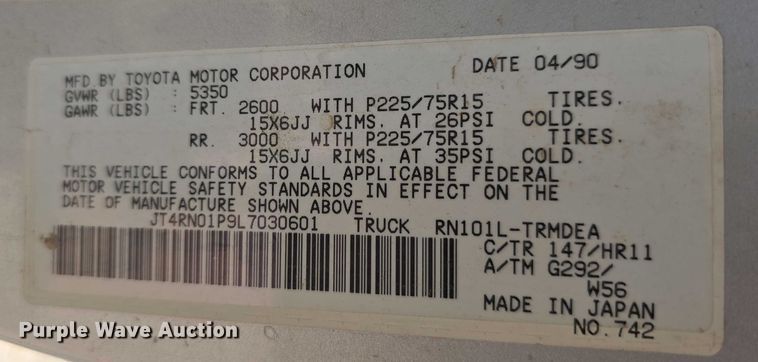 MFD BY TOYOTA MOTOR CORPORATION DATE 04/90
GVWR (LBS) : 5350
GAWR (LBS) : FRT. 2600 WITH P225/75R15 TIRES.
15X6JJ RIMS. AT 26PSI COLD.
RR. 3000 WITH P225/75R15 TIRES.
15X6JJ RIMS. AT 35PSI COLD.
THIS VEHICLE CONFORMS TO ALL APPLICABLE FEDERAL
MOTOR VEHICLE SAFETY STANDARDS IN EFFECT ON THE
DATE OF MANUFACTURE SHOWN ABOVE.
JT4RN01P9L7030601 TRUCK RN101L-TRMDEA
C/TR 147/HR11
A/TM G292/
W56
MADE IN JAPAN
NO.742
Purple Wave Auction